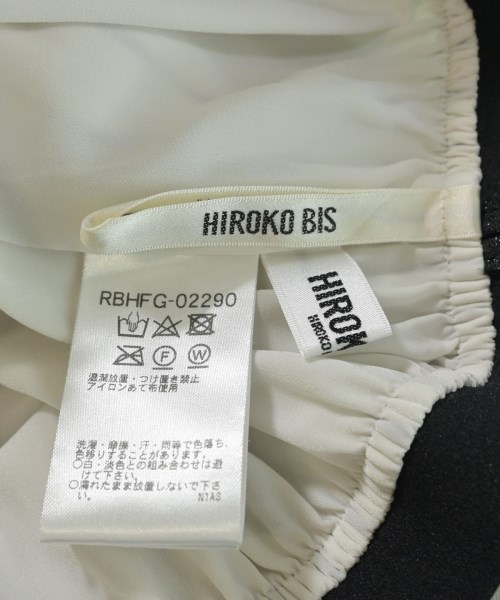 HIROKO BIS
HIROK
HIROKO BI
RBHFG-02290
F
W
湿潤放置・つけ置き禁止
アイロンあて布使用
洗濯・摩擦・汗・雨等で色落ち、
色移りすることがあります。
○白・淡色との組み合わせは避
けて下さい。
○濡れたまま放置しないで下さ
い。
N1A3